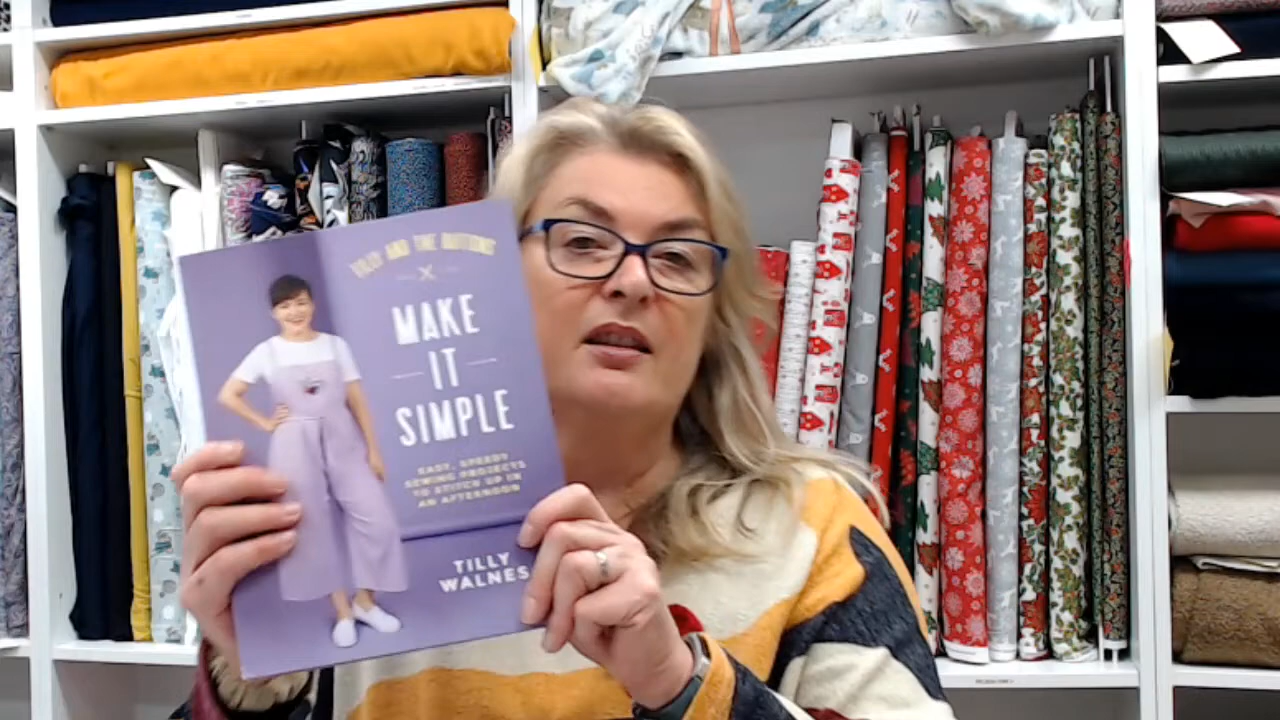 TILLY AND THE BUTTONS
MAKE
IT
SIMPLE
EASY, SPEEDY
SEWING PROJECTS
TO STITCH UP IN
AN AFTERNOON
TILLY
WALNES